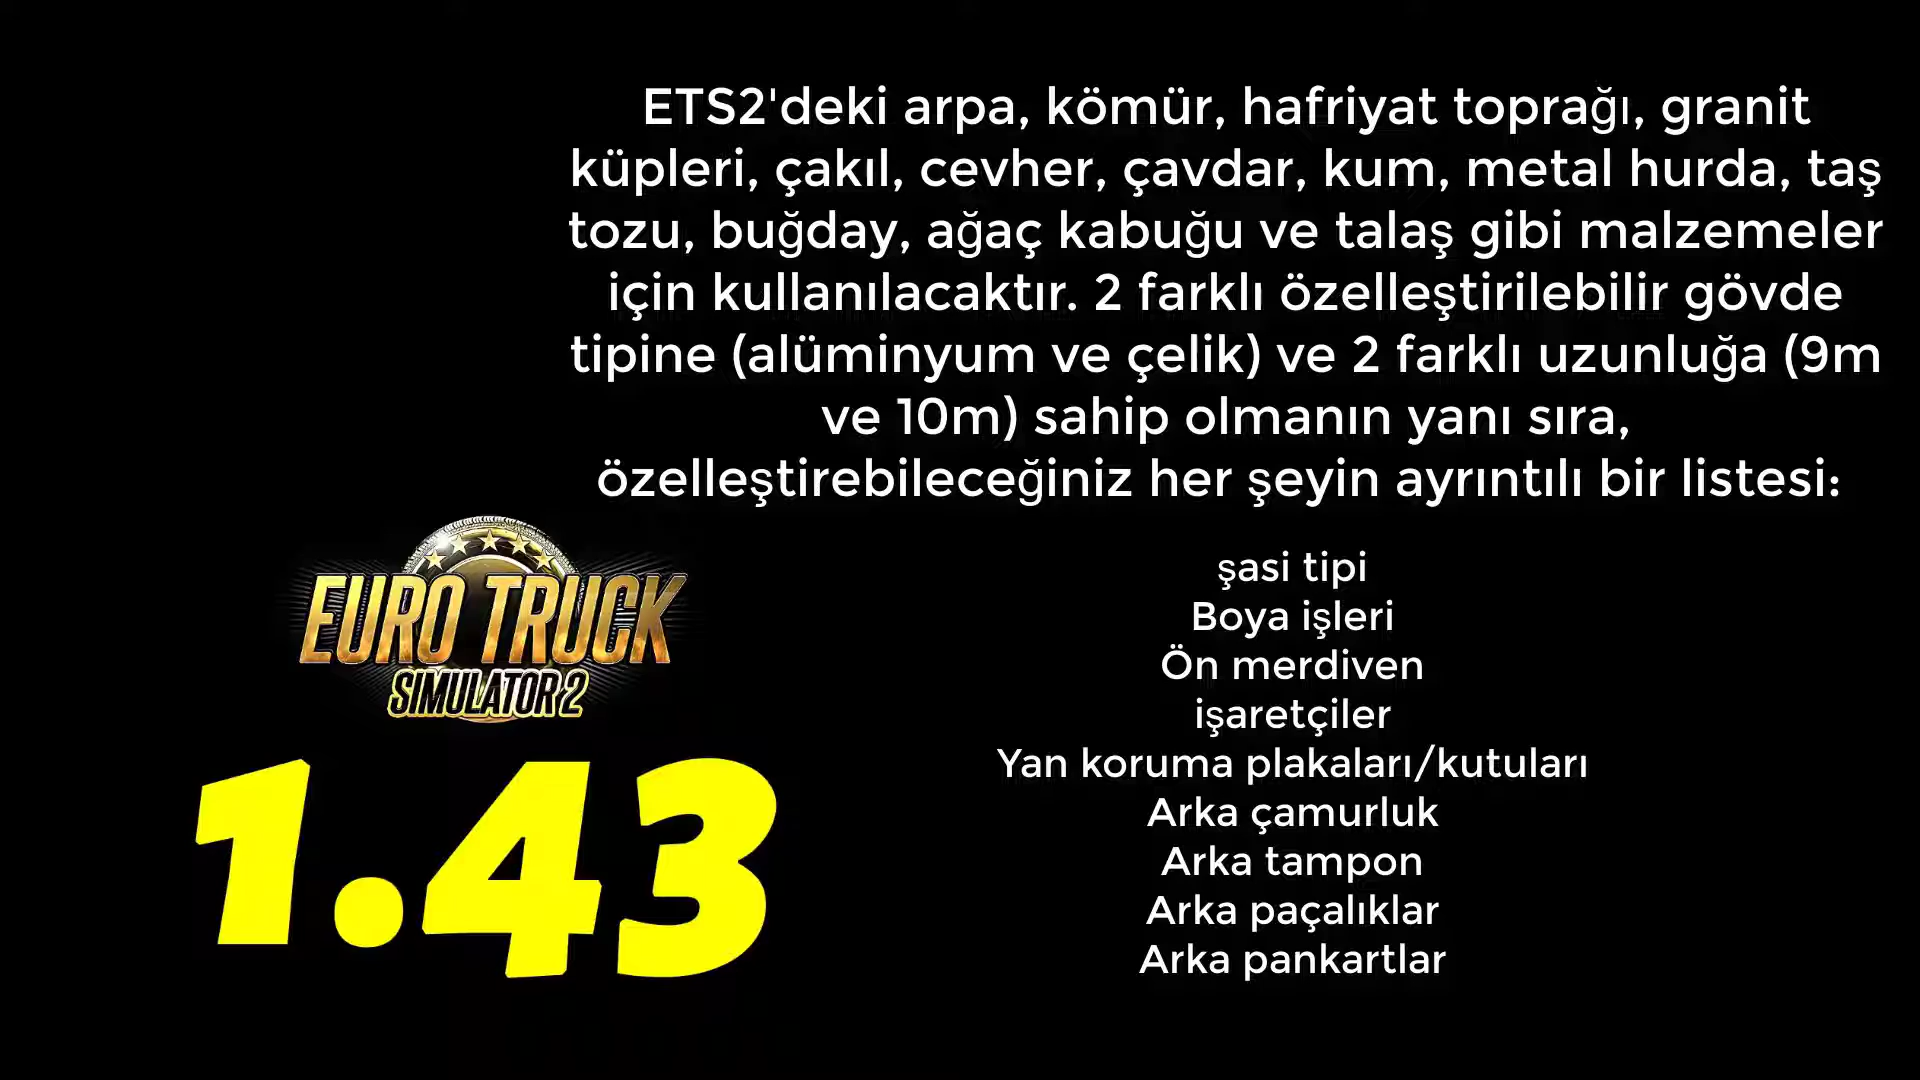 ETS2'deki arpa, kömür, hafriyat toprağı, granit
küpleri, çakıl, cevher, çavdar, kum, metal hurda, taş
tozu, buğday, ağaç kabuğu ve talaş gibi malzemeler
için kullanılacaktır. 2 farklı özelleştirilebilir gövde
tipine (alüminyum ve çelik) ve 2 farklı uzunluğa (9m
ve 10m) sahip olmanın yanı sıra,
özelleştirebileceğiniz her şeyin ayrıntılı bir listesi:
EURO TRUCK
SIMULATOR 2
1.43
şasi tipi
Boya işleri
Ön merdiven
işaretçiler
Yan koruma plakaları/kutuları
Arka çamurluk
Arka tampon
Arka paçalıklar
Arka pankartlar